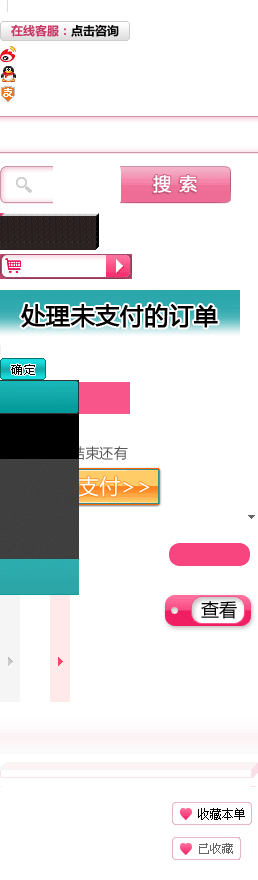 在线客服：点击咨询
支
搜 索
处理未支付的订单
确定
结束还有
支付>>
查看
收藏本单
已收藏